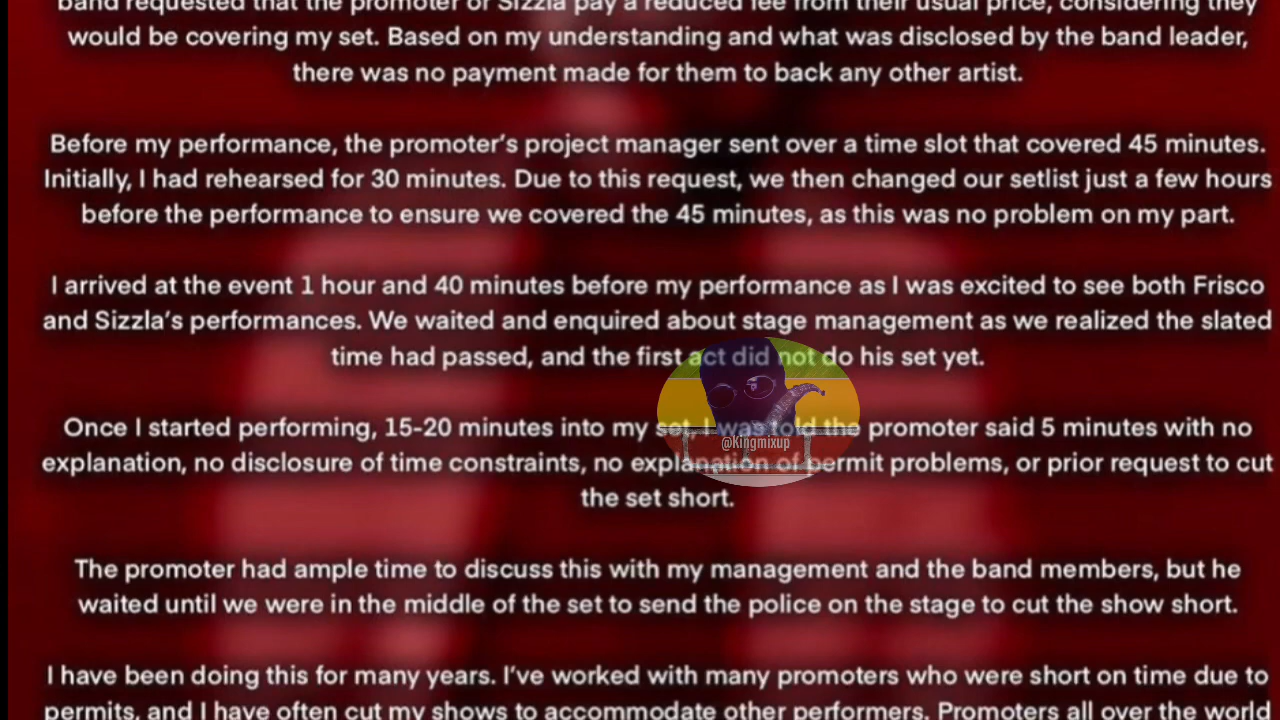 band requested that the promoter or Sizzla pay a reduced fee from their usual price, considering they
would be covering my set. Based on my understanding and what was disclosed by the band leader,
there was no payment made for them to back any other artist.
Before my performance, the promoter’s project manager sent over a time slot that covered 45 minutes.
Initially, I had rehearsed for 30 minutes. Due to this request, we then changed our setlist just a few hours
before the performance to ensure we covered the 45 minutes, as this was no problem on my part.
I arrived at the event 1 hour and 40 minutes before my performance as I was excited to see both Frisco
and Sizzla’s performances. We waited and enquired about stage management as we realized the slated
time had passed, and the first act did not do his set yet.
Once I started performing, 15-20 minutes into my set, I was told the promoter said 5 minutes with no
@Kingmixup
explanation, no disclosure of time constraints, no explanation of permit problems, or prior request to cut
the set short.
The promoter had ample time to discuss this with my management and the band members, but he
waited until we were in the middle of the set to send the police on the stage to cut the show short.
I have been doing this for many years. I’ve worked with many promoters who were short on time due to
permits, and I have often cut my shows to accommodate other performers. Promoters all over the world